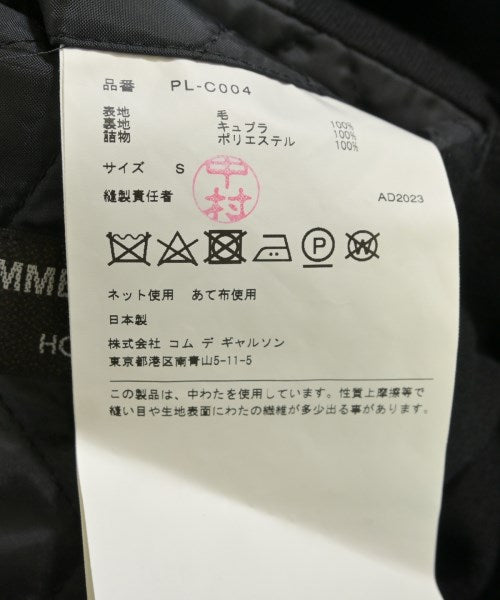 品番 PL-C004
表地 毛 100%
裏地 キュプラ 100%
詰物 ポリエステル 100%
サイズ S
中村
縫製責任者 AD2023
P
W
ネット使用 あて布使用
日本製
株式会社 コム デ ギャルソン
東京都港区南青山5-11-5
この製品は、中わたを使用しています。性質上摩擦等で
縫い目や生地表面にわたの繊維が多少出る事があります。
MME
HO